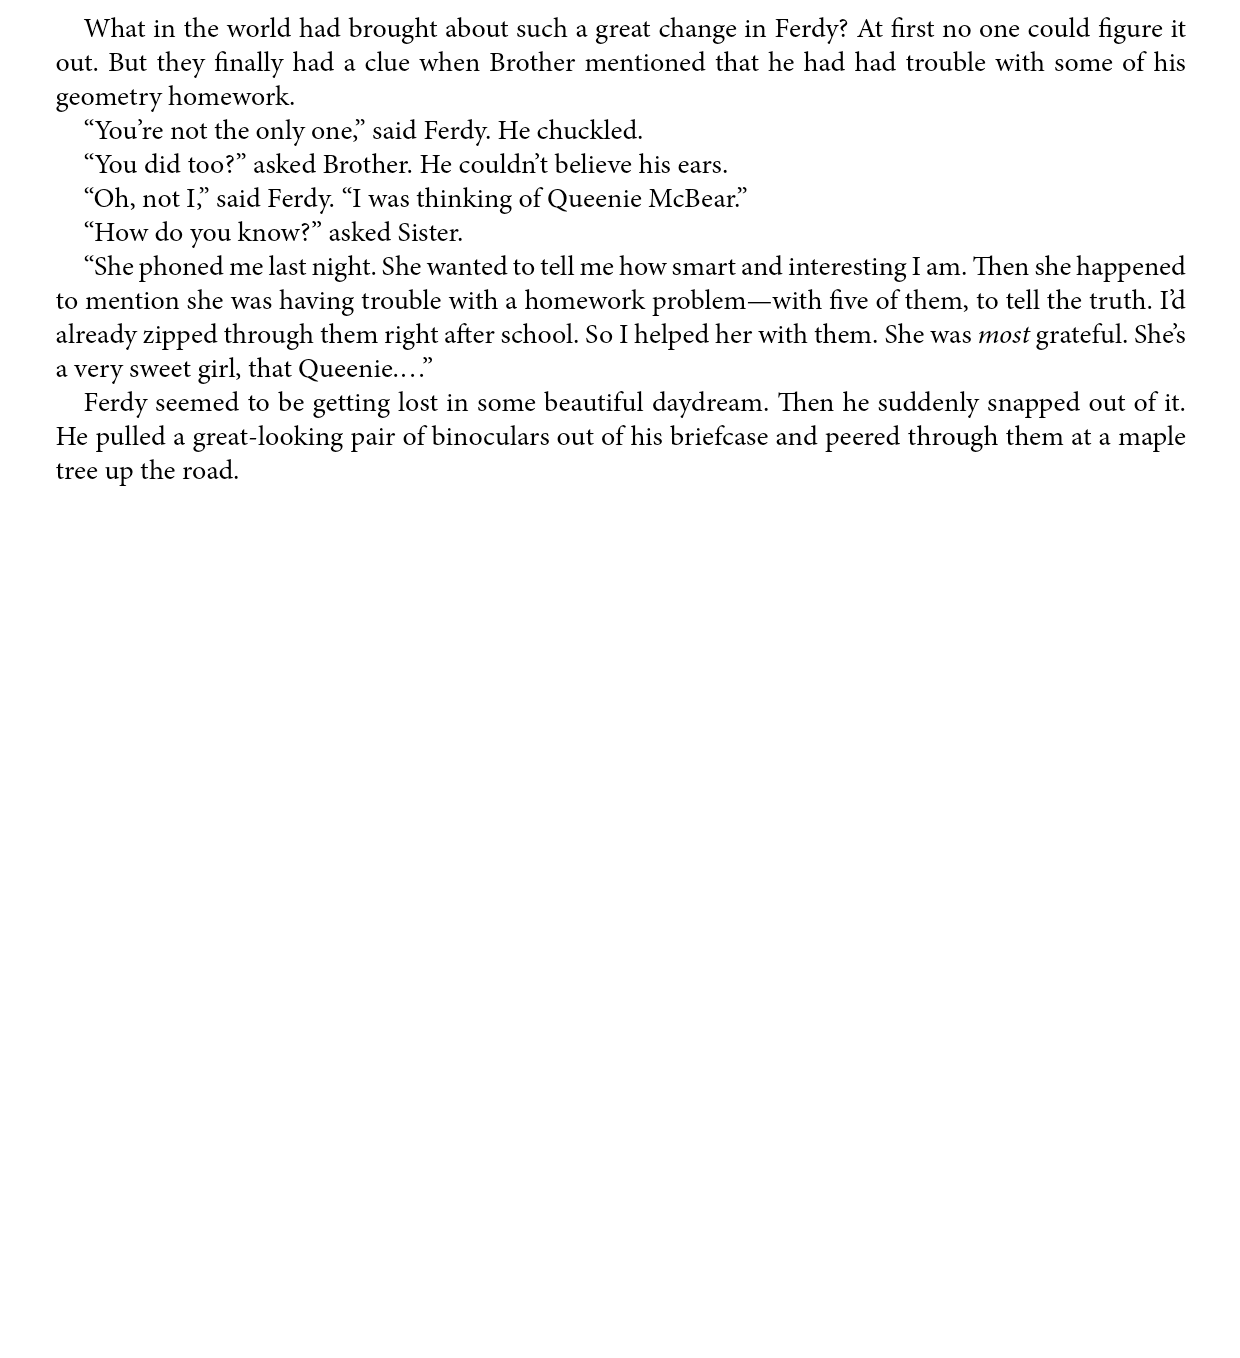 What in the world had brought about such a great change in Ferdy? At first no one could figure it
out. But they finally had a clue when Brother mentioned that he had had trouble with some of his
geometry homework.
“You’re not the only one,” said Ferdy. He chuckled.
“You did too?” asked Brother. He couldn’t believe his ears.
“Oh, not I,” said Ferdy. “I was thinking of Queenie McBear.”
“How do you know?” asked Sister.
“She phoned me last night. She wanted to tell me how smart and interesting I am. Then she happened
to mention she was having trouble with a homework problem—with five of them, to tell the truth. I’d
already zipped through them right after school. So I helped her with them. She was most grateful. She’s
a very sweet girl, that Queenie.…”
Ferdy seemed to be getting lost in some beautiful daydream. Then he suddenly snapped out of it.
He pulled a great-looking pair of binoculars out of his briefcase and peered through them at a maple
tree up the road.